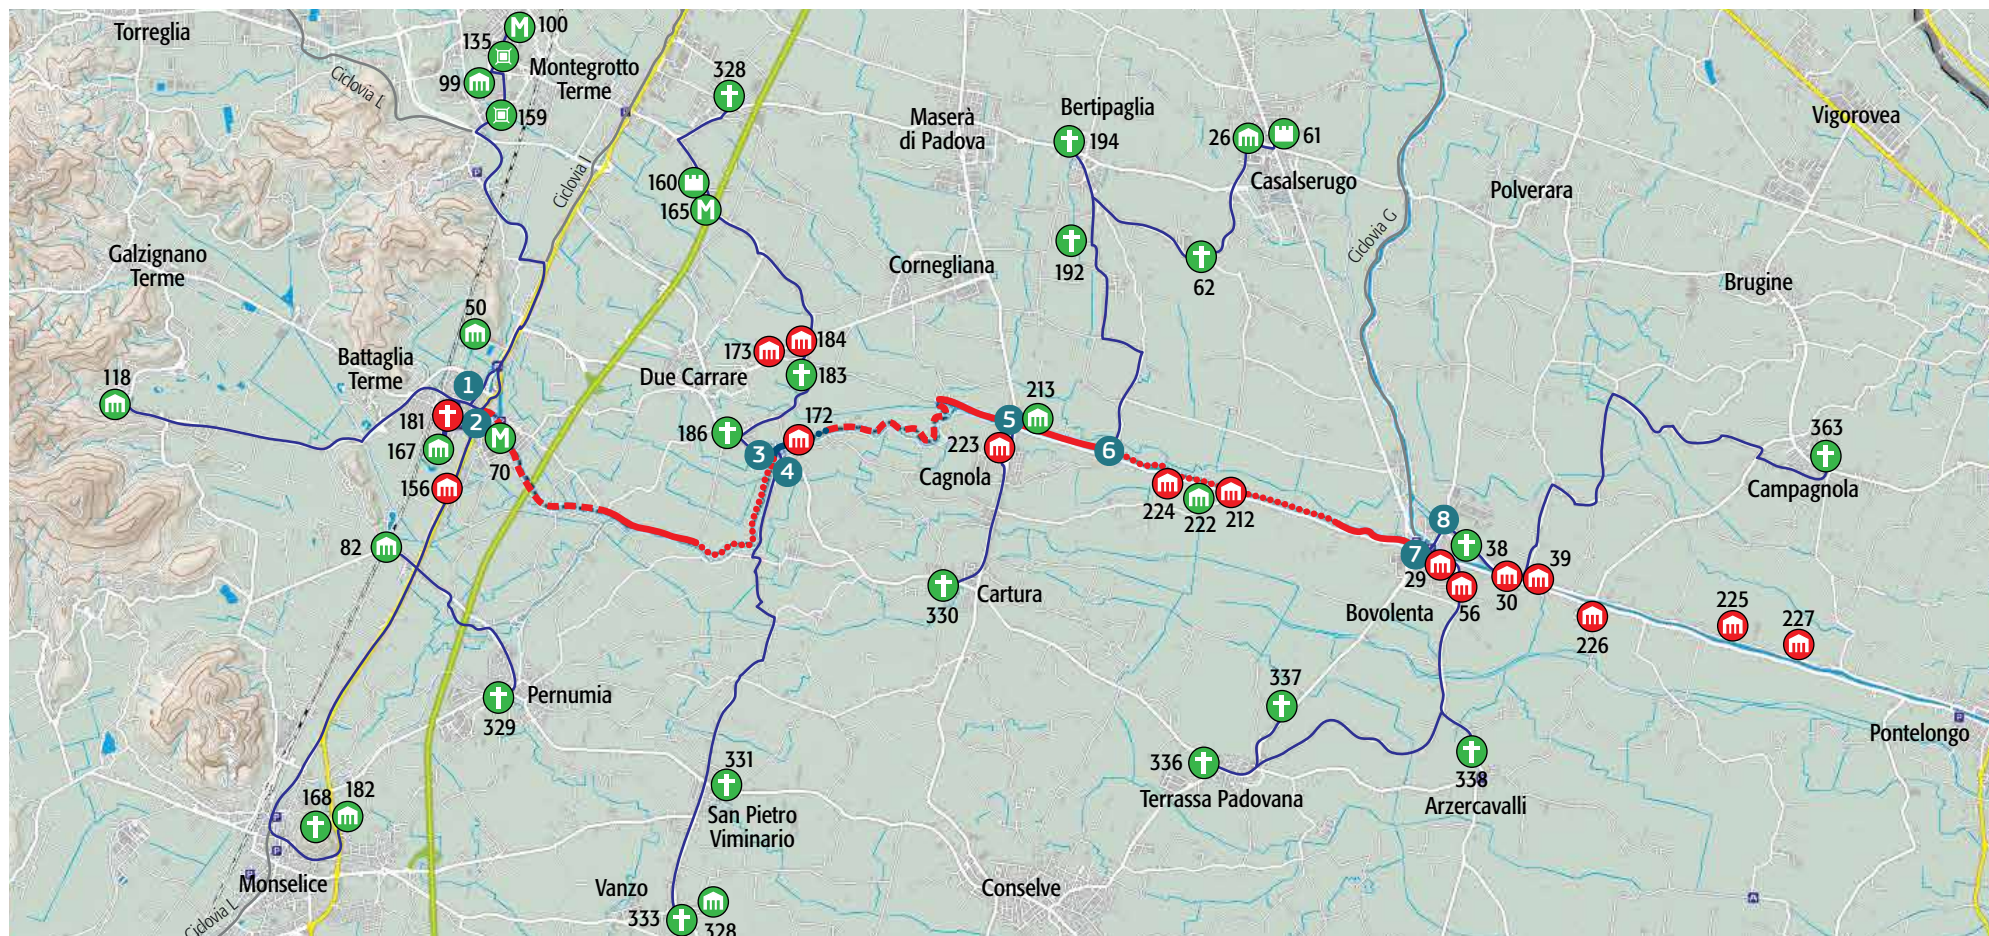 Torreglia
100
135
Montegrotto
Terme
99
159
Ciclovia L
Ciclovia I
328
160
165
Maserà
di Padova
Bertipaglia
194
26
61
Casalserugo
Polverara
Vigorovea
192
62
Ciclovia G
Galzignano
Terme
Cornegliana
Brugine
50
Battaglia
Terme
118
1
181
2
167
70
156
82
173
184
Due Carrare
183
186
172
3
4
5
213
223
Cagnola
6
224
222
212
363
Campagnola
8
7
38
39
29
30
56
Bovolenta
226
225
227
330
Cartura
Pernumia
329
337
336
Terrassa Padovana
338
Arzercavalli
Pontelongo
331
San Pietro
Viminario
168
182
Monselice
Ciclovia L
Vanzo
333
328
Conselve